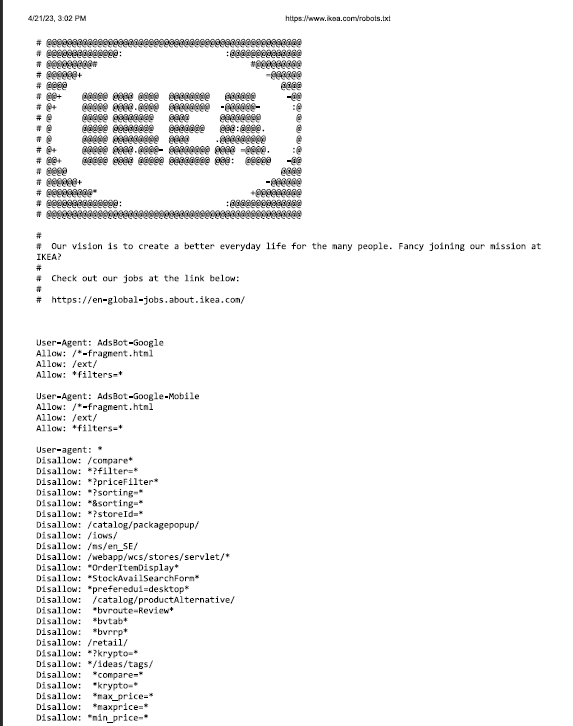 4/21/23, 3:02 PM
https://www.ikea.com/robots.txt
#
# Our vision is to create a better everyday life for the many people. Fancy joining our mission at
IKEA?
#
# Check out our jobs at the link below:
#
# https://en-global-jobs.about.ikea.com/
User-Agent: AdsBot-Google
Allow: /*-fragment.html
Allow: /ext/
Allow: *filters=*
User-Agent: AdsBot-Google-Mobile
Allow: /*-fragment.html
Allow: /ext/
Allow: *filters=*
User-agent: *
Disallow: /compare*
Disallow: *?filter=*
Disallow: *?priceFilter*
Disallow: *?sorting=*
Disallow: *&sorting=*
Disallow: *?storeId=*
Disallow: /catalog/packagepopup/
Disallow: /iows/
Disallow: /ms/en_SE/
Disallow: /webapp/wcs/stores/servlet/*
Disallow: *OrderItemDisplay*
Disallow: *StockAvailSearchForm*
Disallow: *preferedui=desktop*
Disallow:  /catalog/productAlternative/
Disallow:  *bvroute=Review*
Disallow:  *bvtab*
Disallow:  *bvrrp*
Disallow: /retail/
Disallow: *?krypto=*
Disallow: */ideas/tags/
Disallow:  *compare=*
Disallow:  *krypto=*
Disallow:  *max_price=*
Disallow:  *maxprice=*
Disallow: *min_price=*